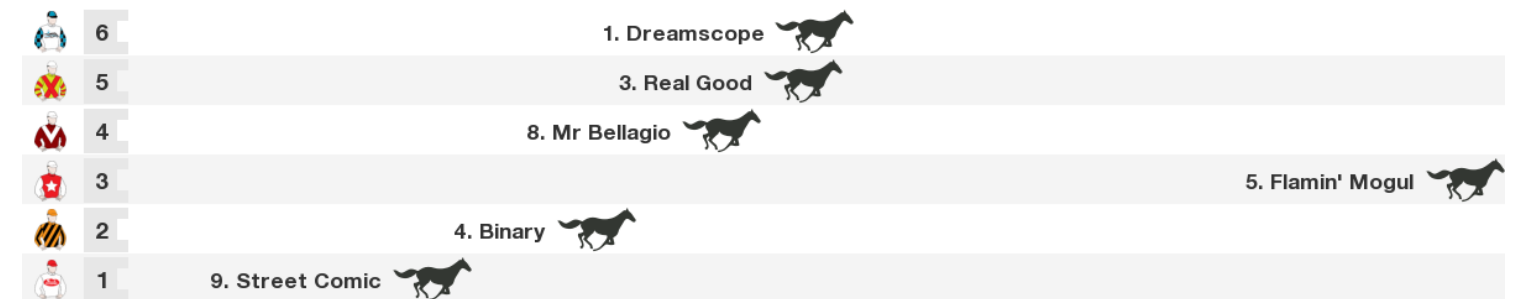 6 1. Dreamscope
5 3. Real Good
4 8. Mr Bellagio
3 5. Flamin' Mogul
2 4. Binary
1 9. Street Comic